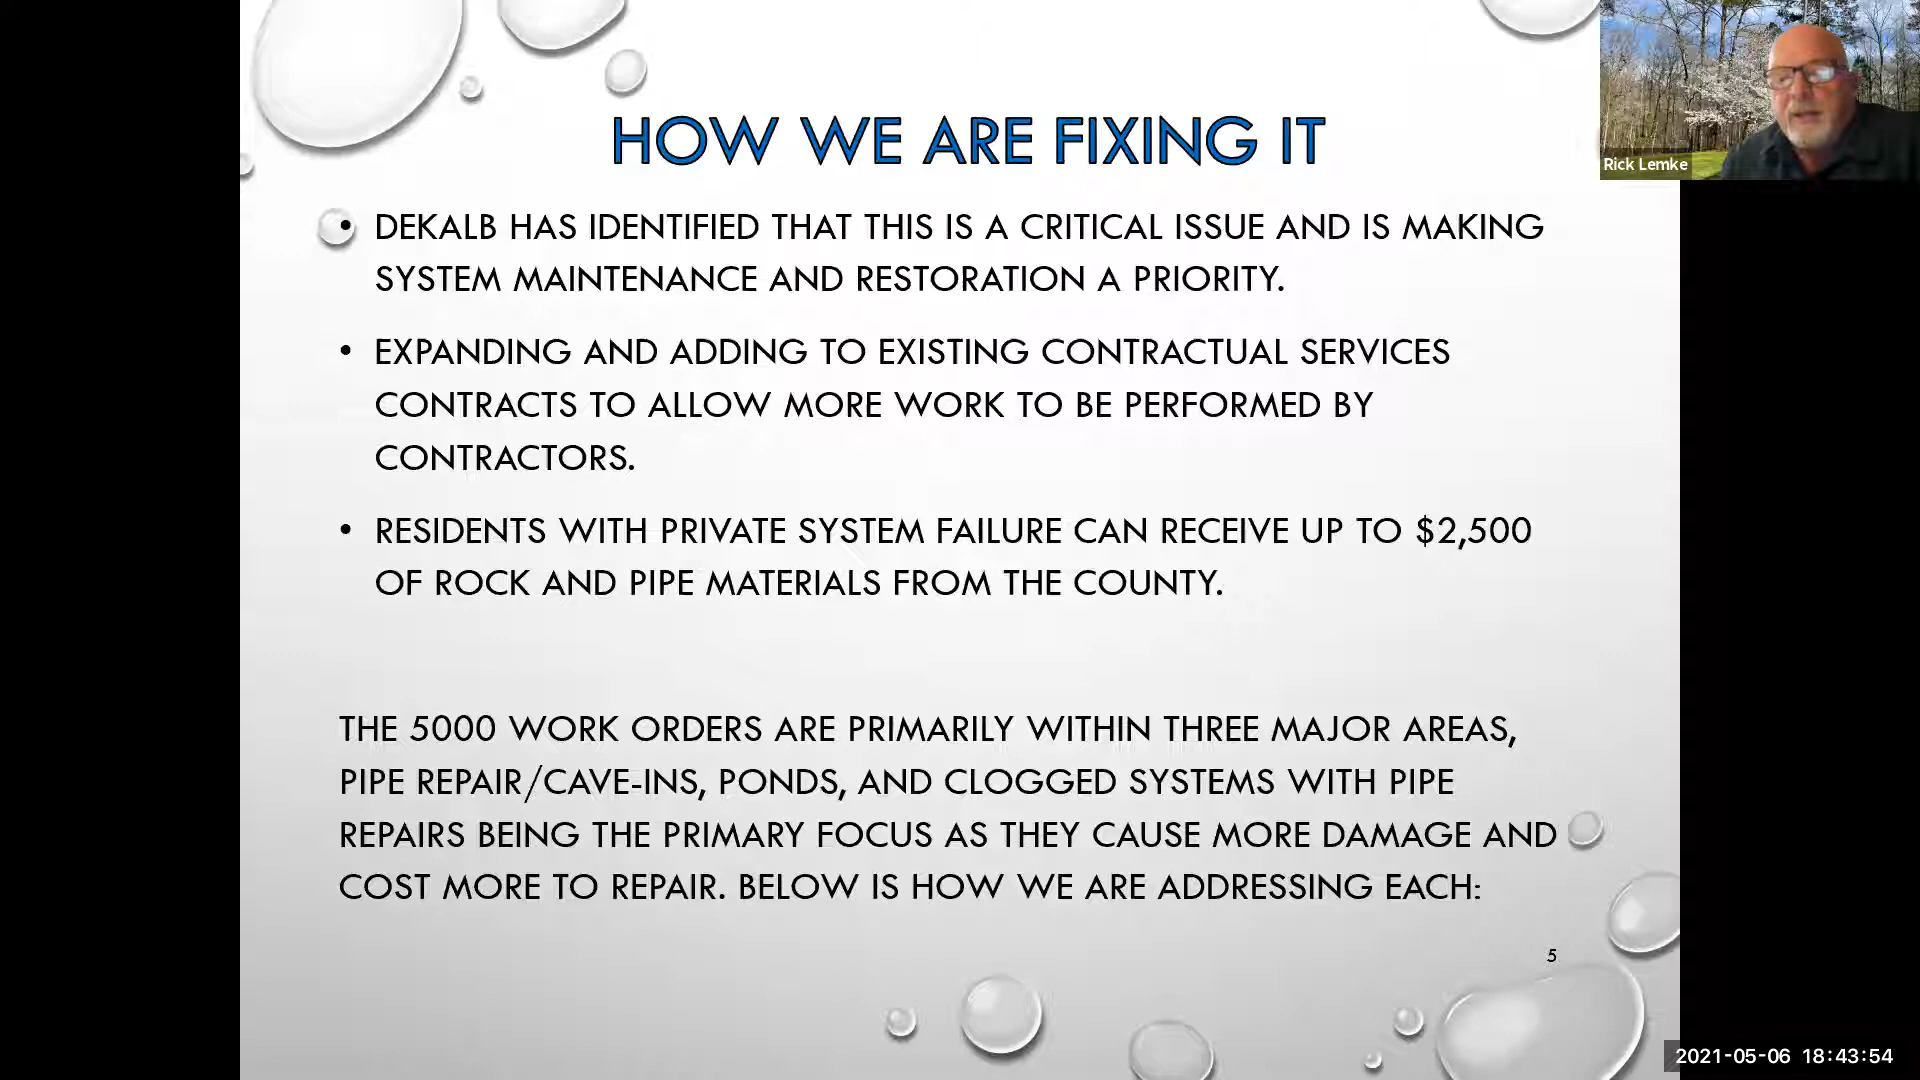 HOW WE ARE FIXING IT
Rick Lemke
• DEKALB HAS IDENTIFIED THAT THIS IS A CRITICAL ISSUE AND IS MAKING
SYSTEM MAINTENANCE AND RESTORATION A PRIORITY.
• EXPANDING AND ADDING TO EXISTING CONTRACTUAL SERVICES
CONTRACTS TO ALLOW MORE WORK TO BE PERFORMED BY
CONTRACTORS.
• RESIDENTS WITH PRIVATE SYSTEM FAILURE CAN RECEIVE UP TO $2,500
OF ROCK AND PIPE MATERIALS FROM THE COUNTY.
THE 5000 WORK ORDERS ARE PRIMARILY WITHIN THREE MAJOR AREAS,
PIPE REPAIR/CAVE-INS, PONDS, AND CLOGGED SYSTEMS WITH PIPE
REPAIRS BEING THE PRIMARY FOCUS AS THEY CAUSE MORE DAMAGE AND
COST MORE TO REPAIR. BELOW IS HOW WE ARE ADDRESSING EACH:
5
2021-05-06 18:43:54